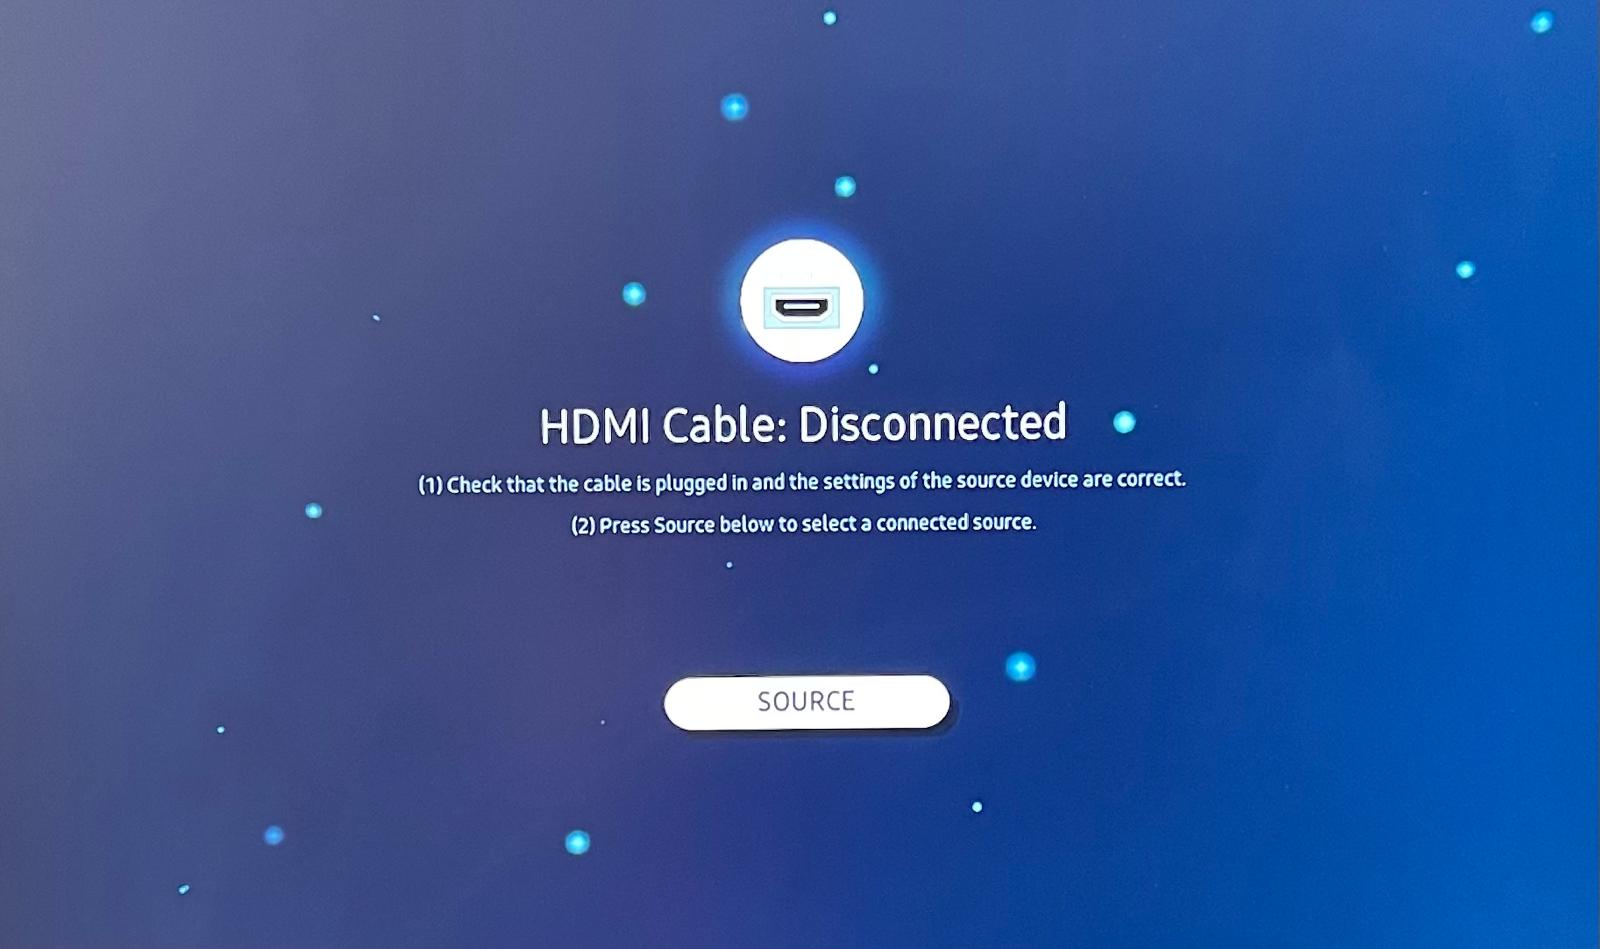 HDMI Cable: Disconnected
(1) Check that the cable is plugged in and the settings of the source device are correct.
(2) Press Source below to select a connected source.
SOURCE